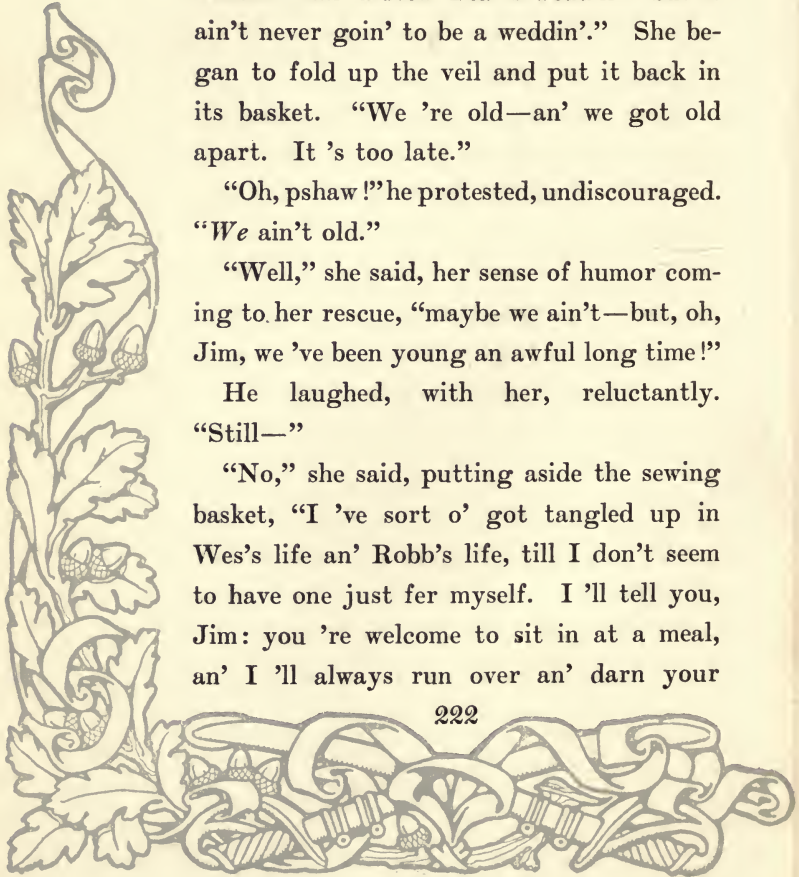 ain't never goin' to be a weddin'.” She be-
gan to fold up the veil and put it back in
its basket. “We 're old—an' we got old
apart. It 's too late.”
“Oh, pshaw!” he protested, undiscouraged.
“We ain't old.”
“Well,” she said, her sense of humor com-
ing to her rescue, “maybe we ain't—but, oh,
Jim, we 've been young an awful long time!”
He laughed, with her, reluctantly.
“Still—”
“No,” she said, putting aside the sewing
basket, “I 've sort o' got tangled up in
Wes's life an' Robb's life, till I don't seem
to have one just fer myself. I 'll tell you,
Jim: you 're welcome to sit in at a meal,
an' I 'll always run over an' darn your
222